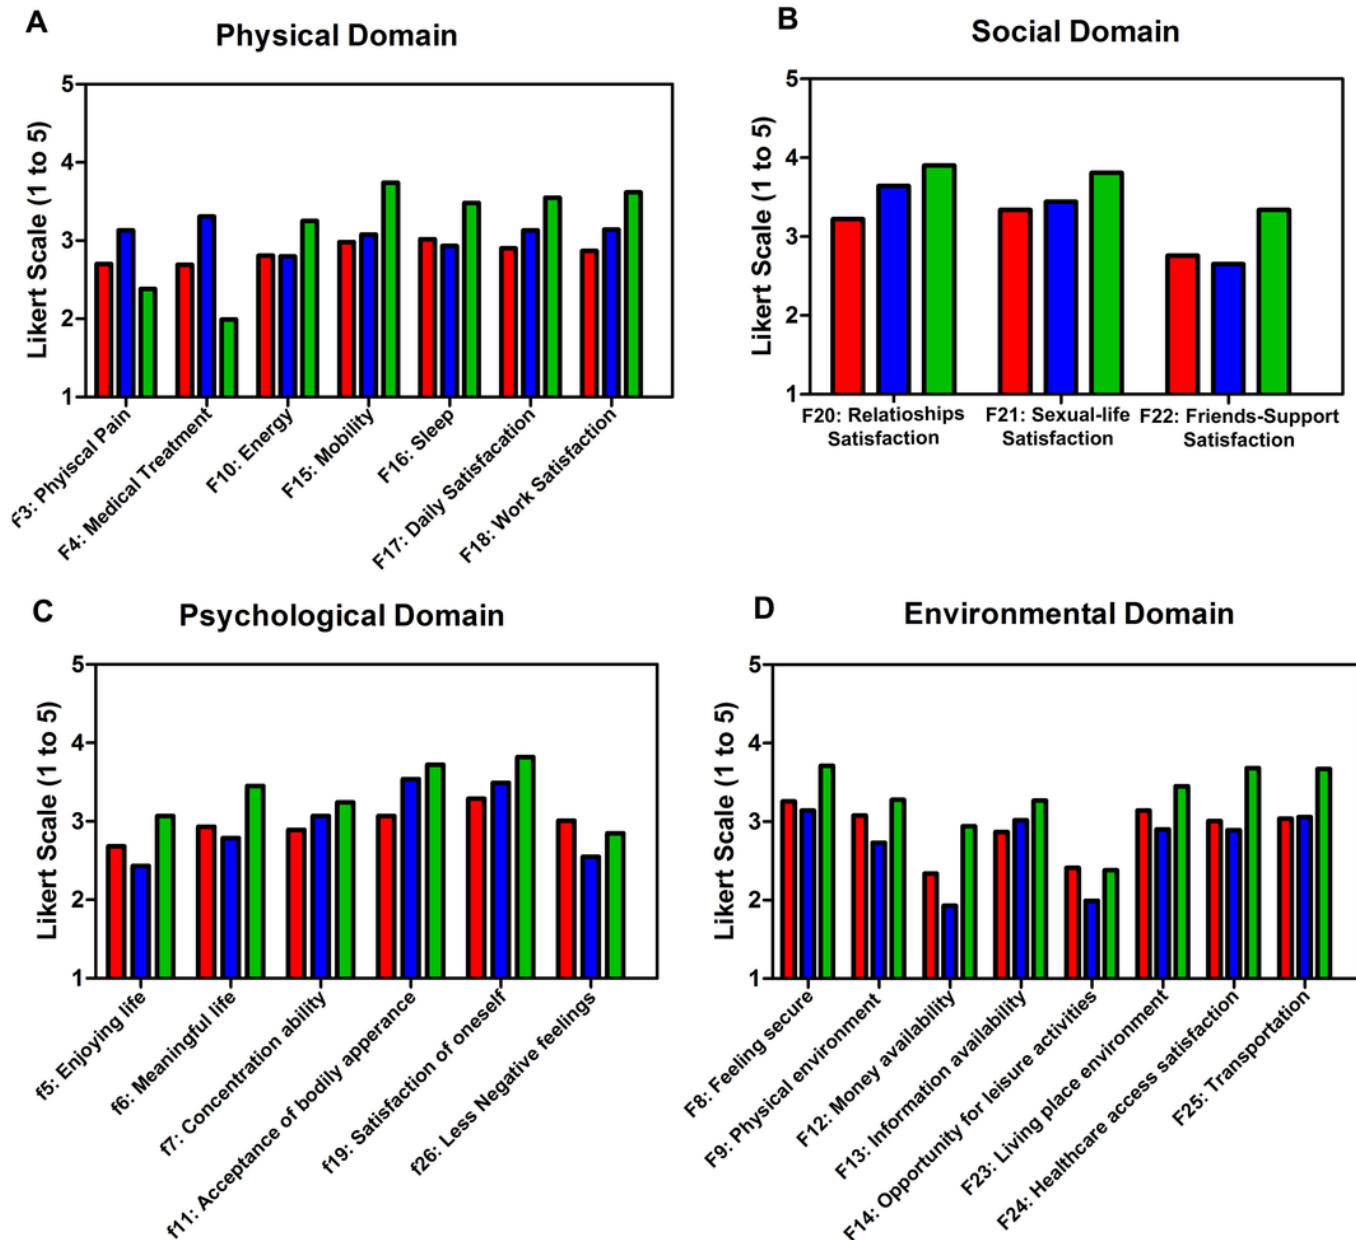 A
Physical Domain
Likert Scale (1 to 5)
5
4
3
2
1
F3: Phyiscal Pain
F4: Medical Treatment
F10: Energy
F15: Mobility
F16: Sleep
F17: Daily Satisfacation
F18: Work Satisfaction
B
Social Domain
Likert Scale (1 to 5)
5
4
3
2
1
F20: Relatioships
Satisfaction
F21: Sexual-life
Satisfaction
F22: Friends-Support
Satisfaction
C
Psychological Domain
Likert Scale (1 to 5)
5
4
3
2
1
f5: Enjoying life
f6: Meaningful life
f7: Concentration ability
f11: Acceptance of bodily apperance
f19: Satisfaction of oneself
f26: Less Negative feelings
D
Environmental Domain
Likert Scale (1 to 5)
5
4
3
2
1
F8: Feeling secure
F9: Physical environment
F12: Money availability
F13: Information availability
F14: Opportunity for leisure activities
F23: Living place environment
F24: Healthcare access satisfaction
F25: Transportation